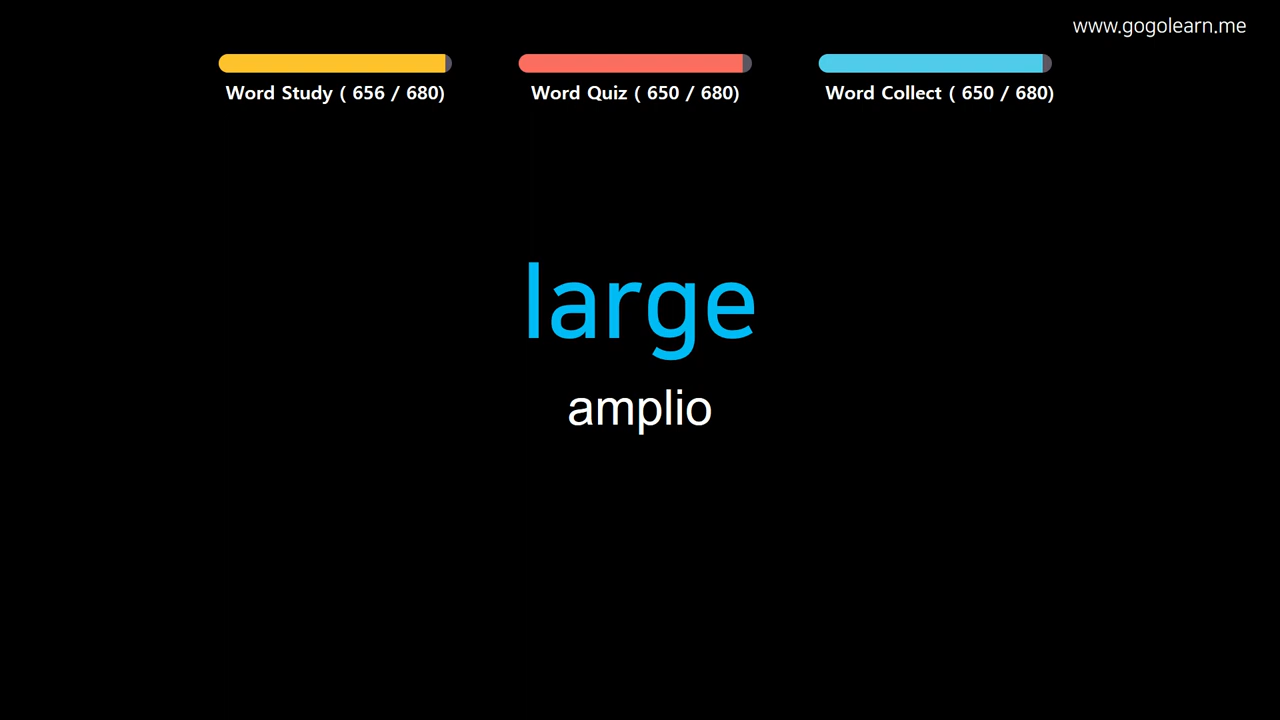 www.gogolearn.me
Word Study ( 656 / 680)
Word Quiz ( 650 / 680)
Word Collect ( 650 / 680)
large
amplio